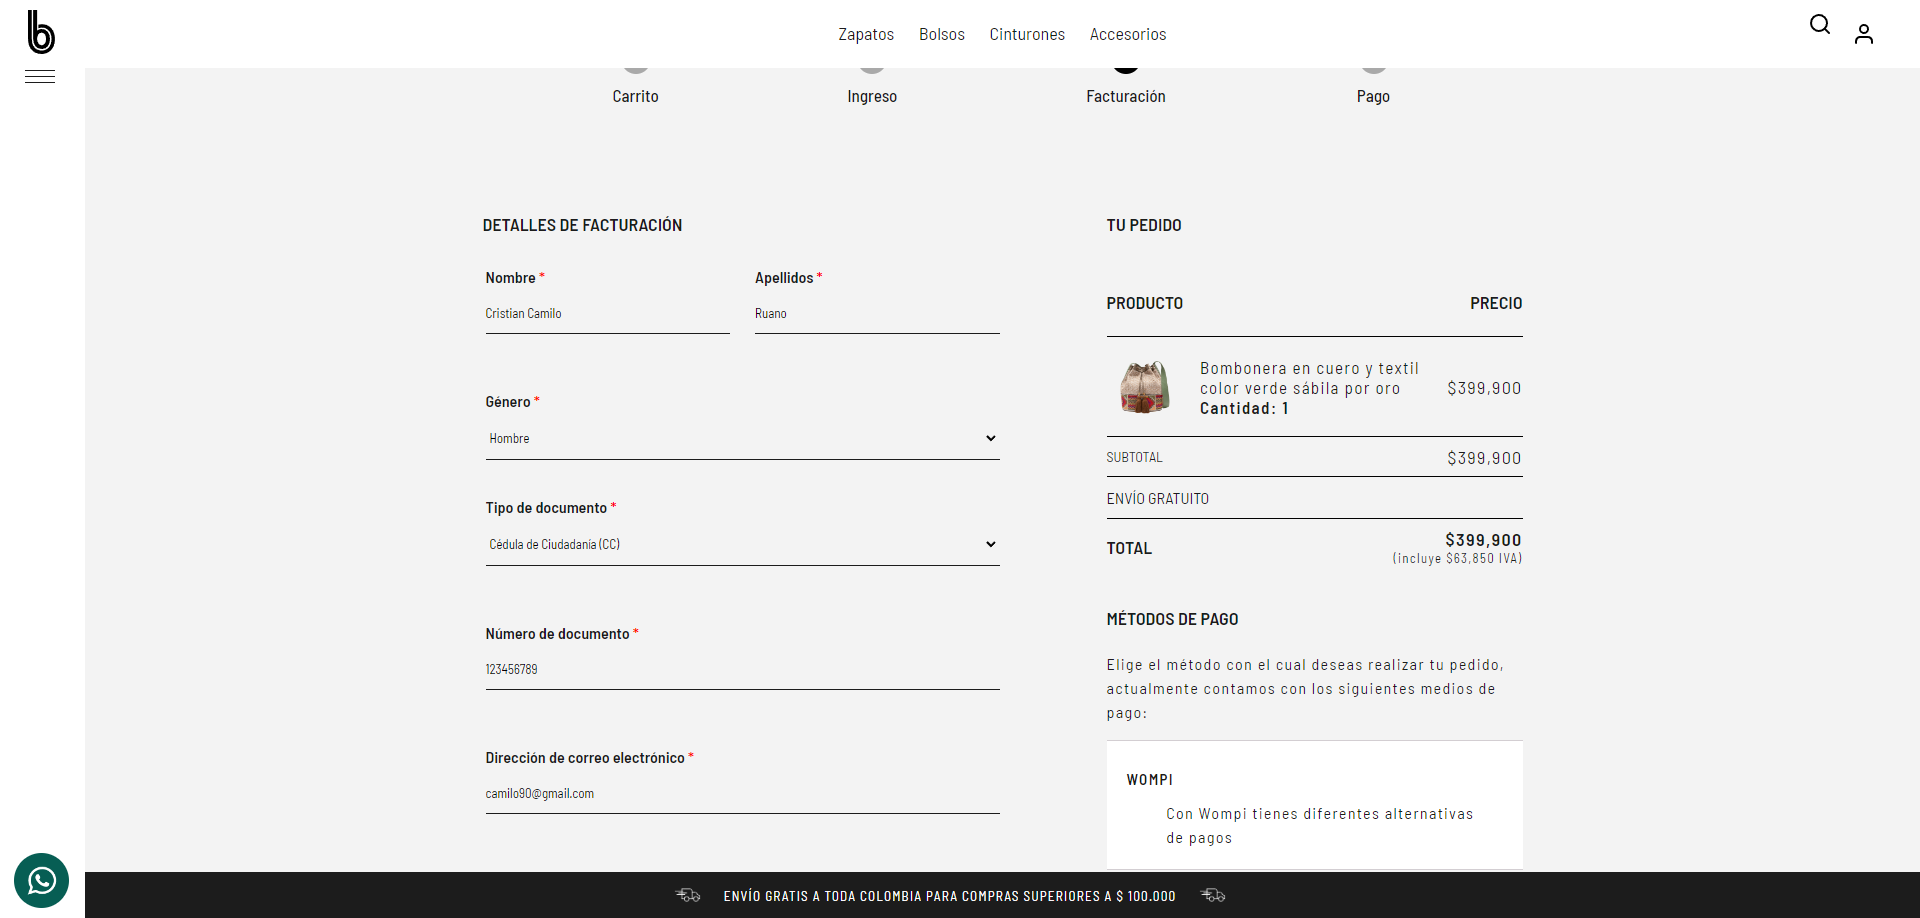 b
Zapatos Bolsos Cinturones Accesorios
Carrito Ingreso Facturación Pago
DETALLES DE FACTURACIÓN
Nombre * Apellidos *
Cristian Camilo Ruano
Género *
Hombre
Tipo de documento *
Cédula de Ciudadanía (CC)
Número de documento *
123456789
Dirección de correo electrónico *
camilo90@gmail.com
TU PEDIDO
PRODUCTO PRECIO
Bombonera en cuero y textil
color verde sábila por oro $399,900
Cantidad: 1
SUBTOTAL $399,900
ENVÍO GRATUITO
TOTAL $399,900
(incluye $63,850 IVA)
MÉTODOS DE PAGO
Elige el método con el cual deseas realizar tu pedido,
actualmente contamos con los siguientes medios de
pago:
WOMPI
Con Wompi tienes diferentes alternativas
de pagos
ENVÍO GRATIS A TODA COLOMBIA PARA COMPRAS SUPERIORES A $ 100.000